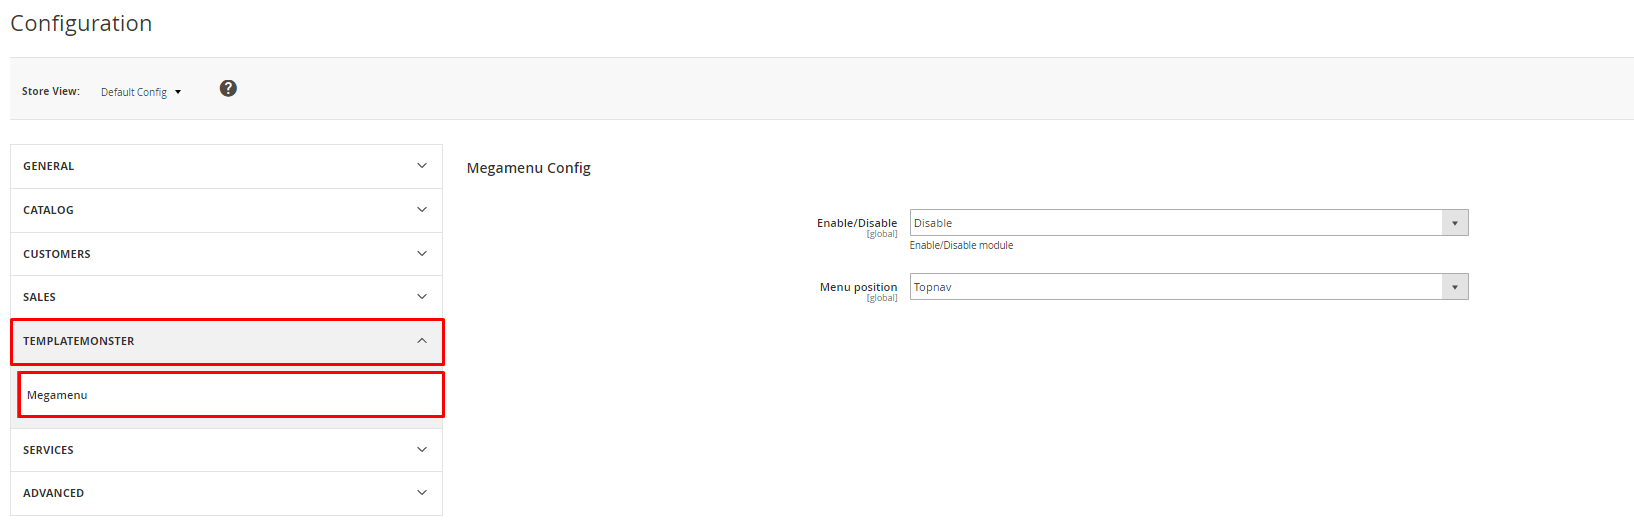 Configuration
Store View: Default Config ?
GENERAL
CATALOG
CUSTOMERS
SALES
TEMPLATEMONSTER
Megamenu
SERVICES
ADVANCED
Megamenu Config
Enable/Disable Disable
[global]
Enable/Disable module
Menu position Topnav
[global]